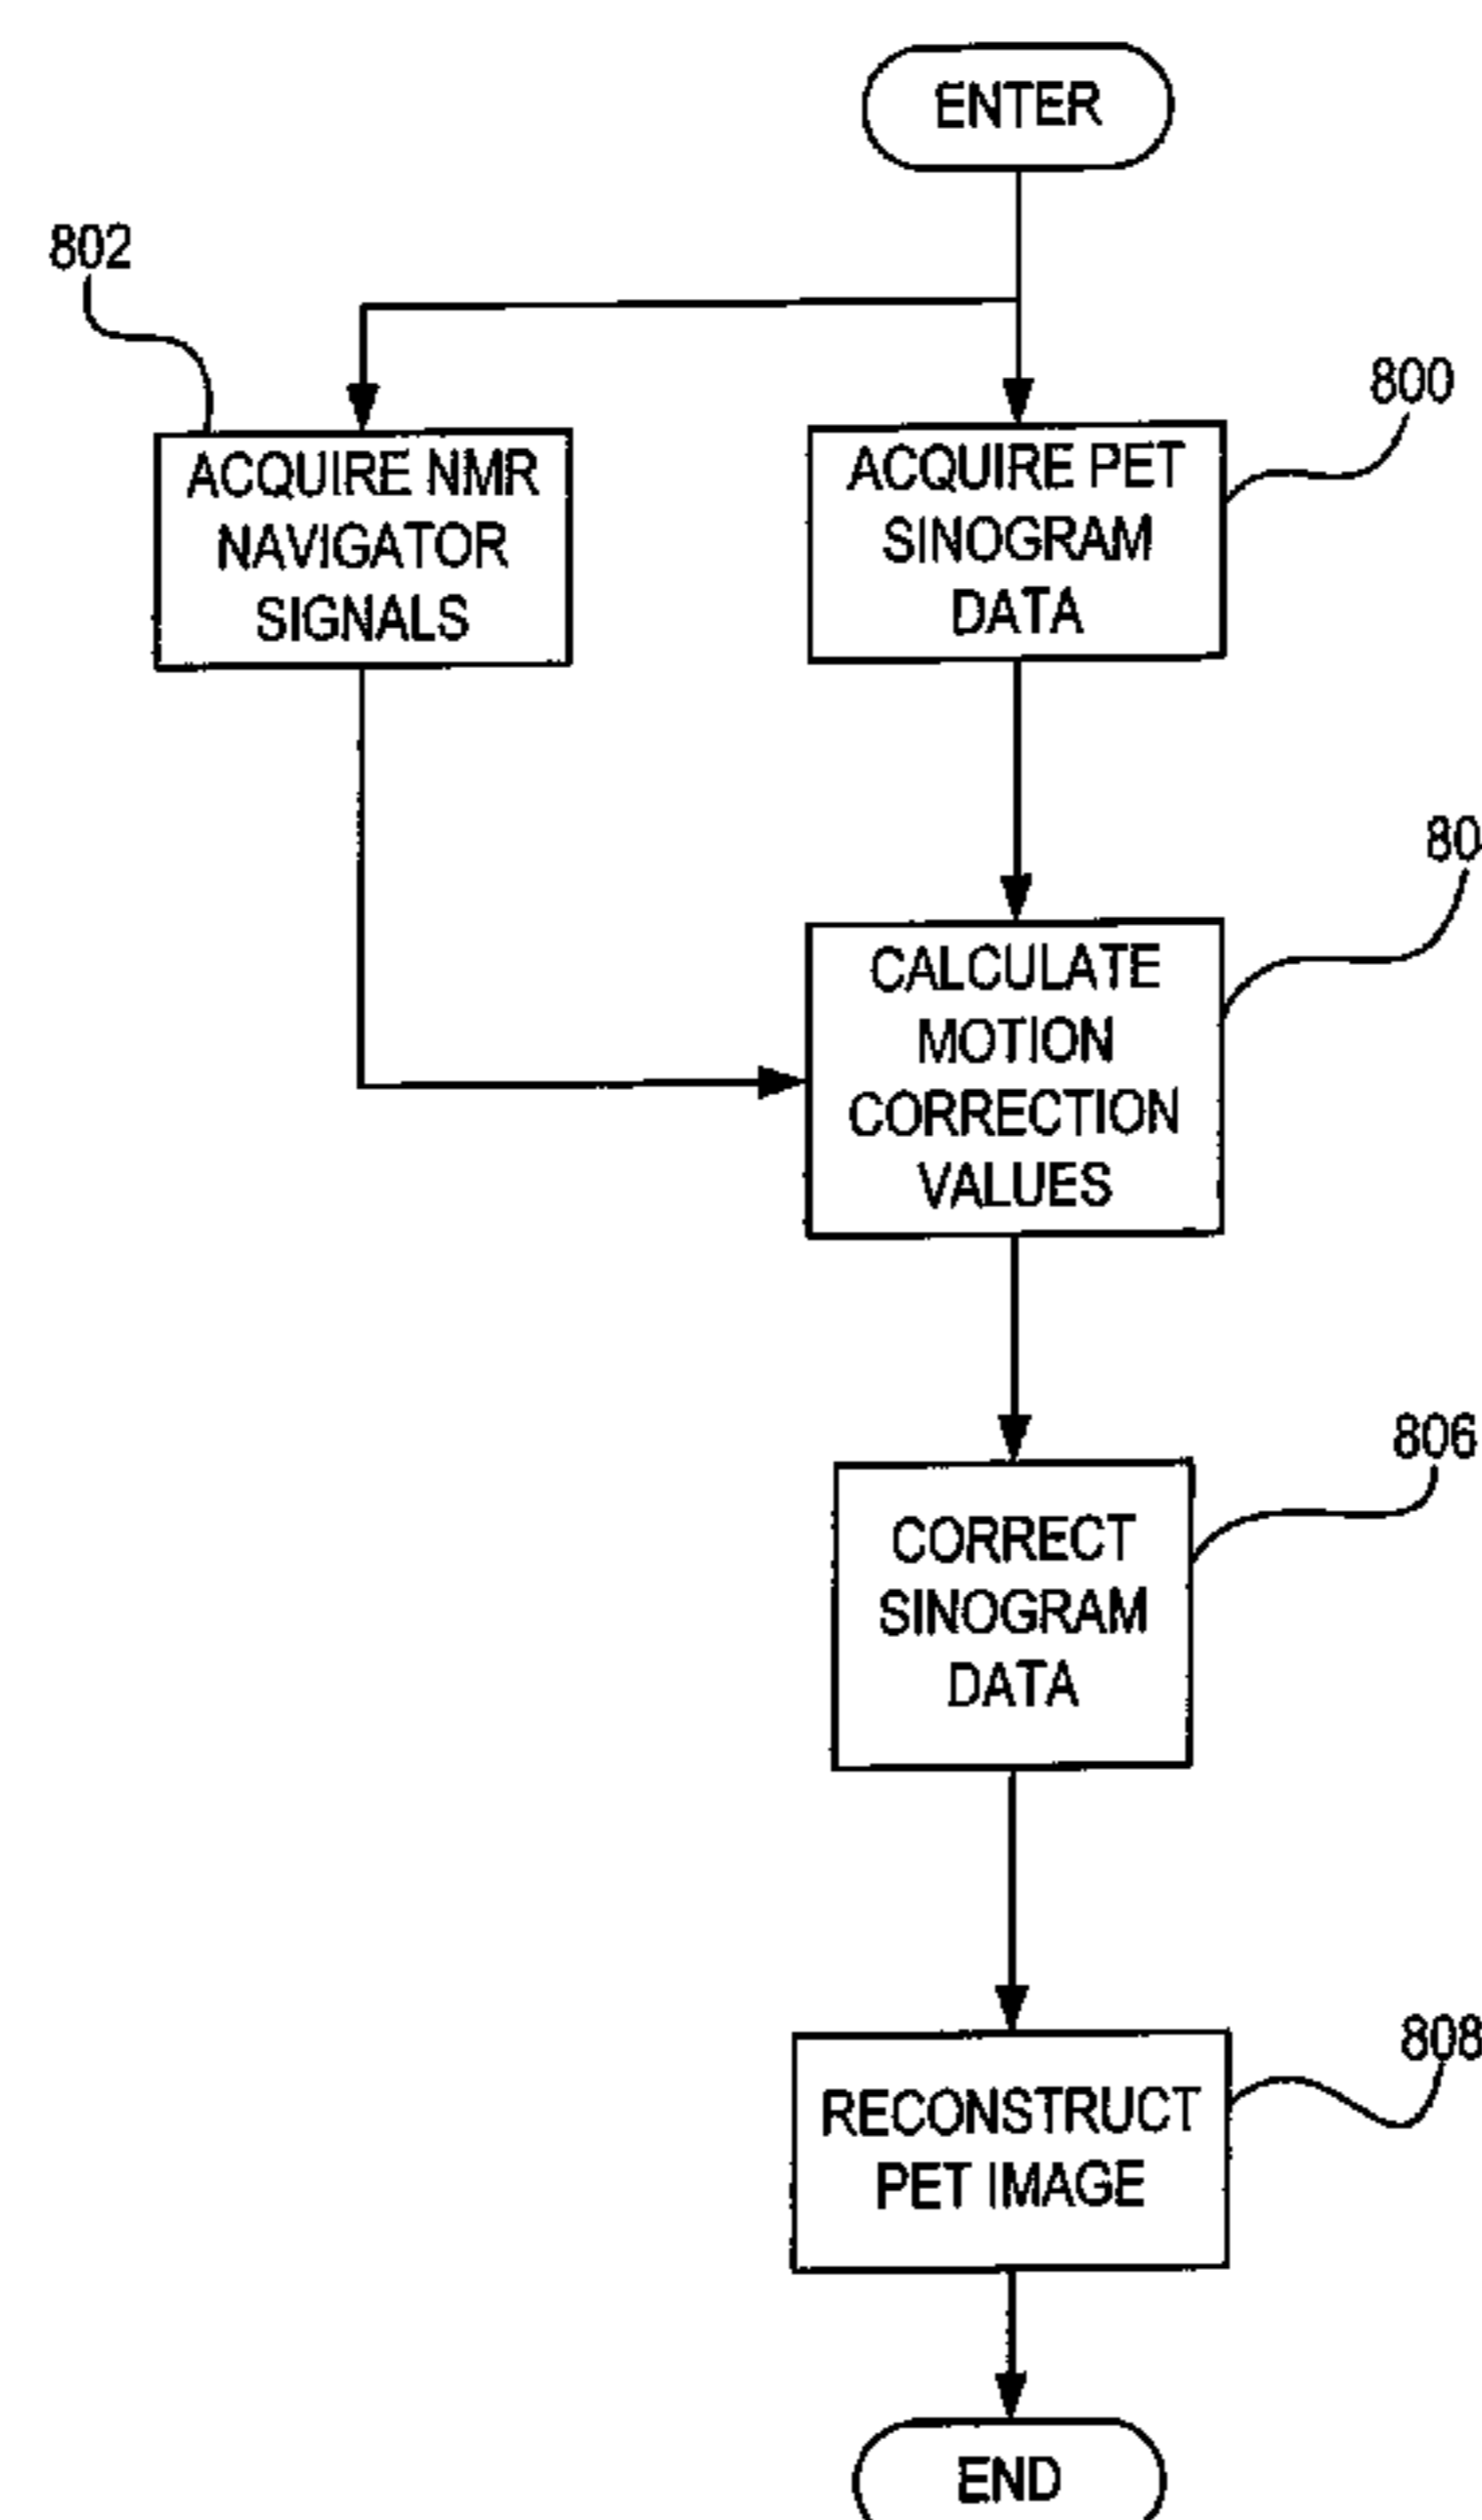 ENTER
802
800
ACQUIRE NMR
NAVIGATOR
SIGNALS
ACQUIRE PET
SINOGRAM
DATA
80
CALCULATE
MOTION
CORRECTION
VALUES
806
CORRECT
SINOGRAM
DATA
808
RECONSTRUCT
PET IMAGE
END